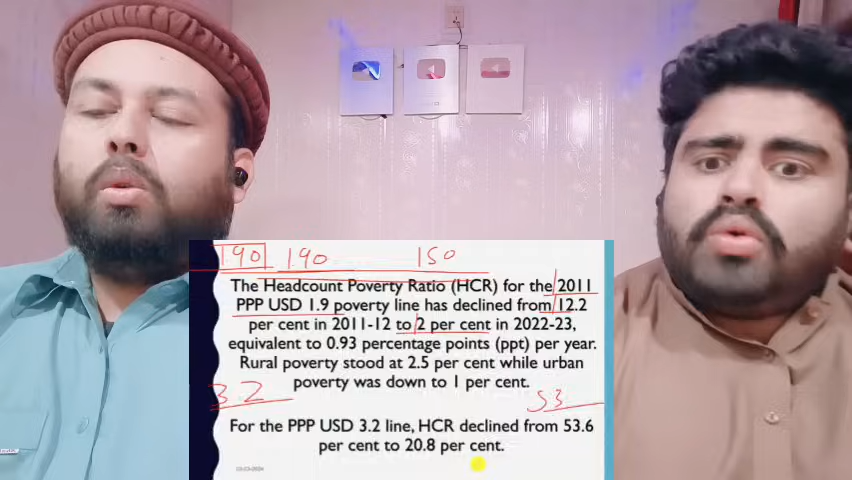 190 190 150
The Headcount Poverty Ratio (HCR) for the 2011
PPP USD 1.9 poverty line has declined from 12.2
per cent in 2011-12 to 2 per cent in 2022-23,
equivalent to 0.93 percentage points (ppt) per year.
Rural poverty stood at 2.5 per cent while urban
poverty was down to 1 per cent.
32 53
For the PPP USD 3.2 line, HCR declined from 53.6
per cent to 20.8 per cent.